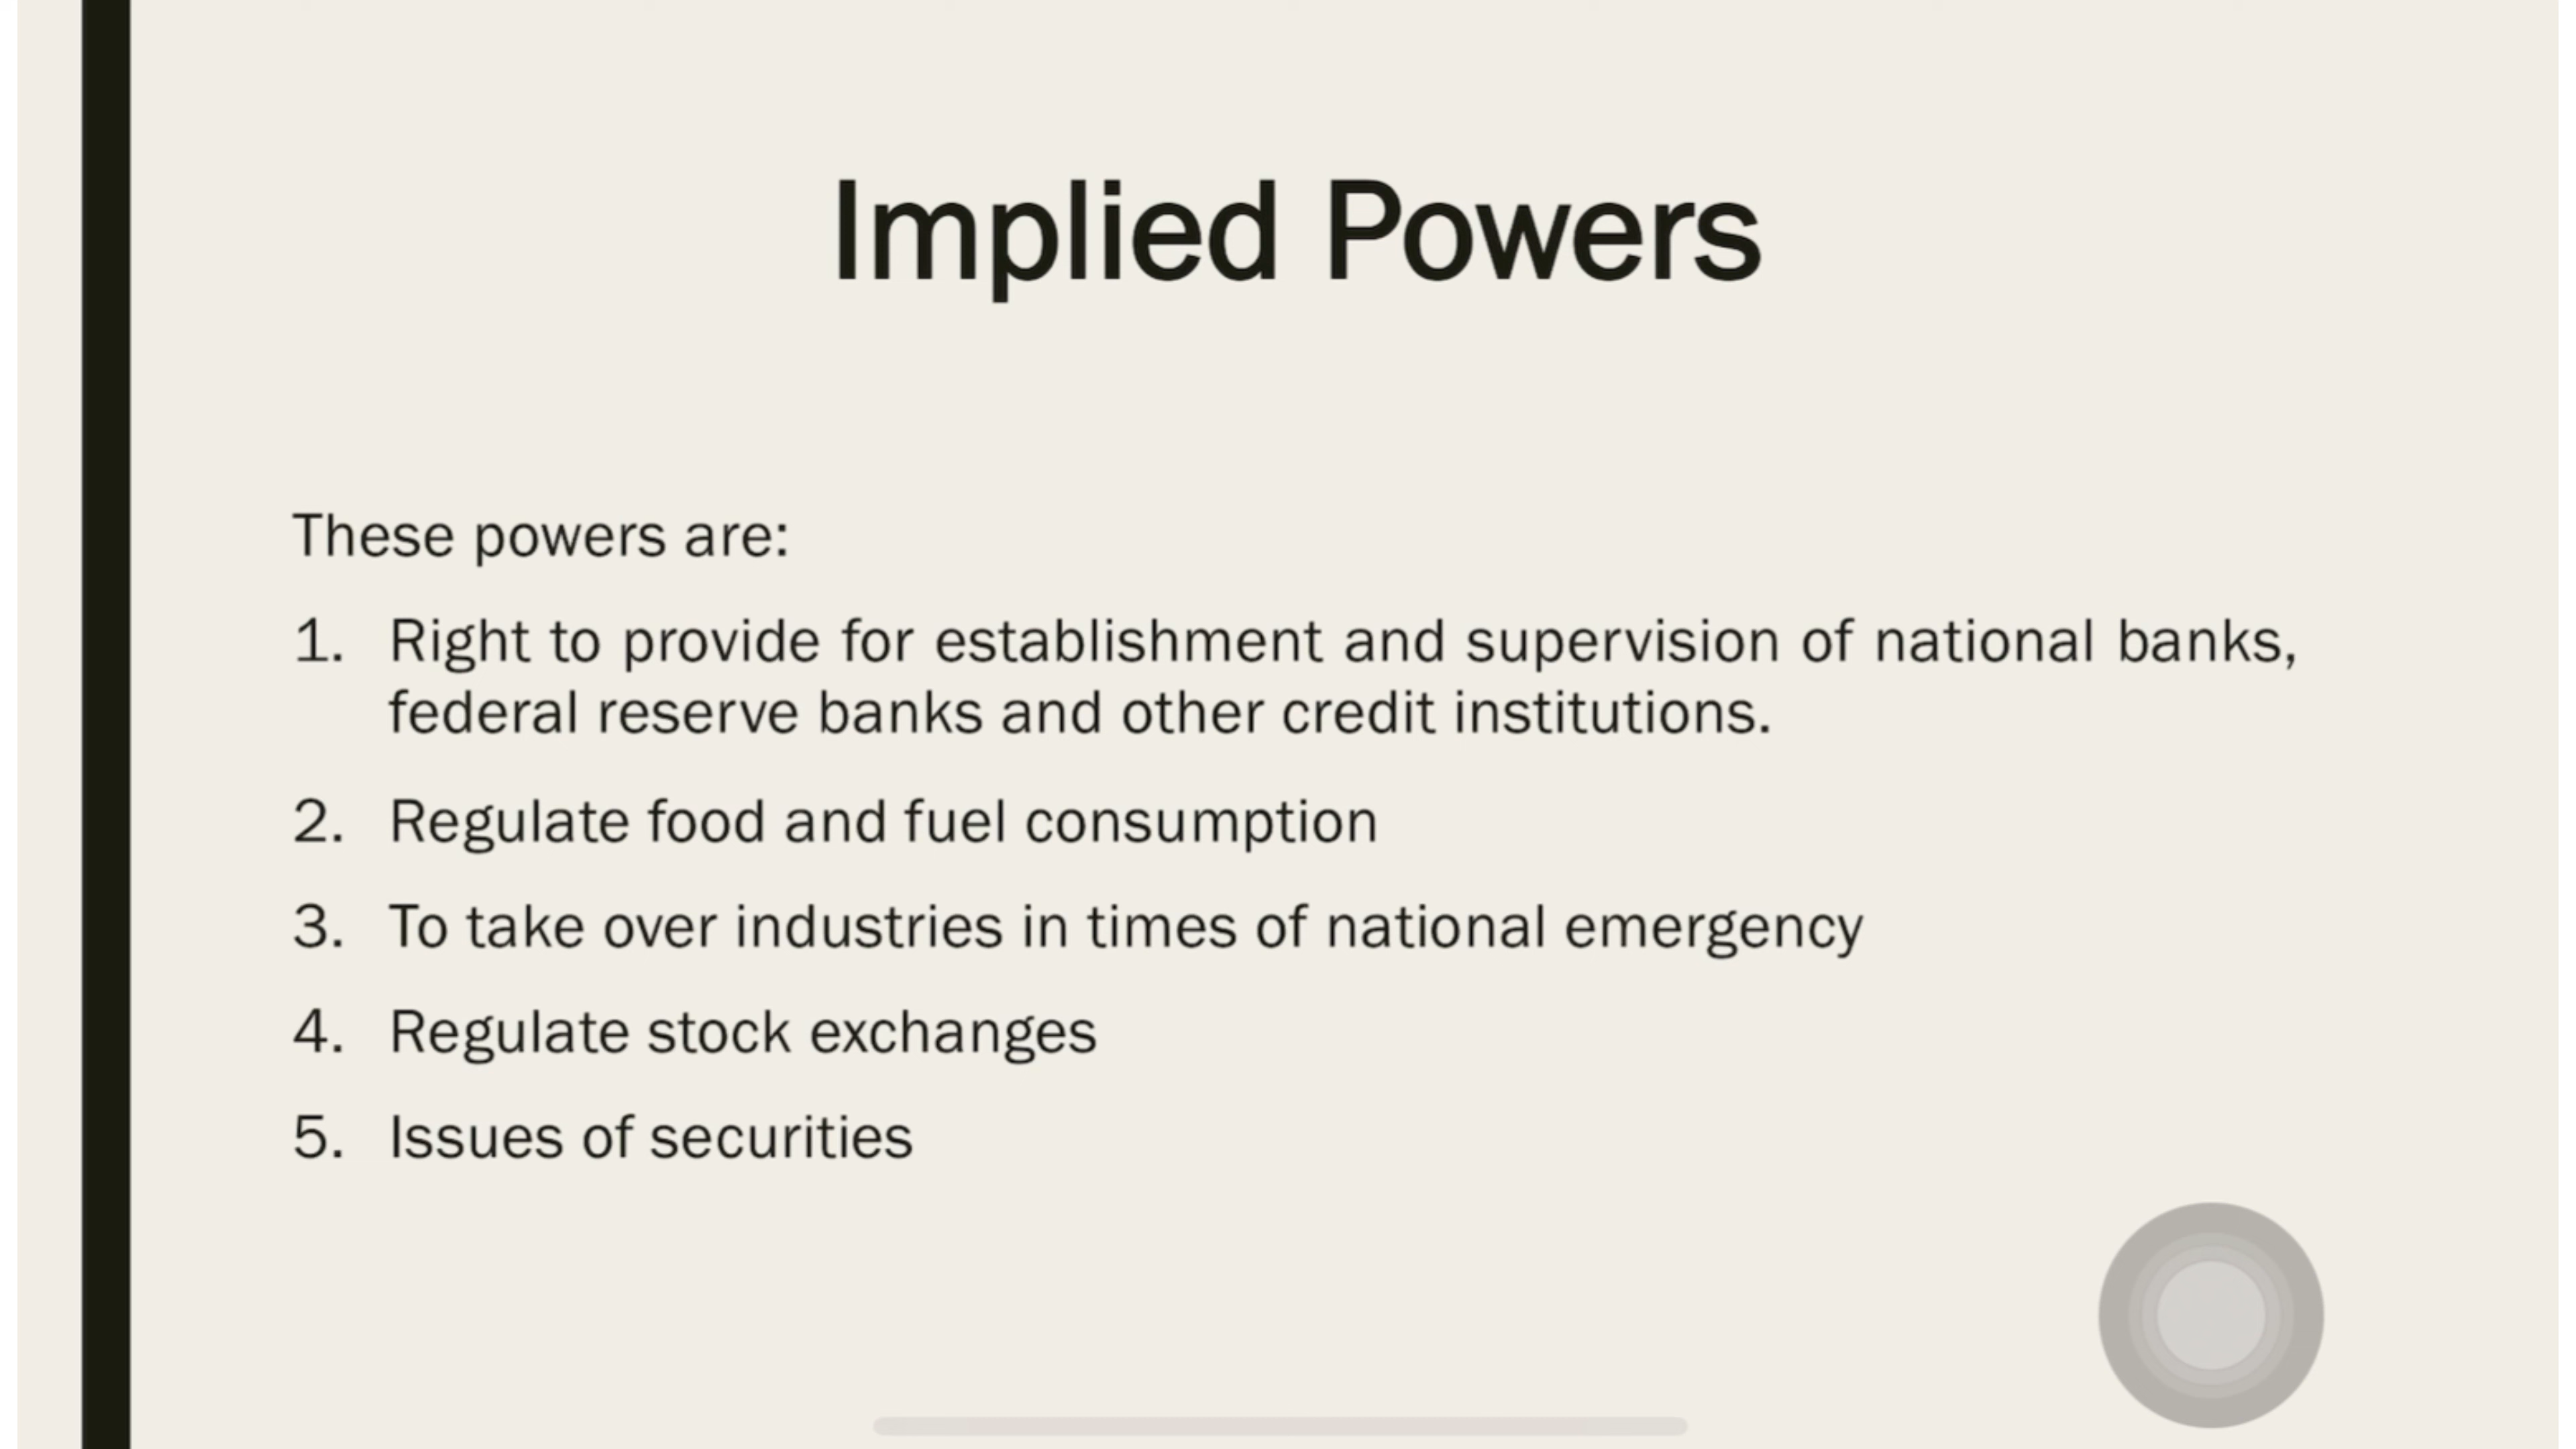 Implied Powers
These powers are:
1. Right to provide for establishment and supervision of national banks,
federal reserve banks and other credit institutions.
2. Regulate food and fuel consumption
3. To take over industries in times of national emergency
4. Regulate stock exchanges
5. Issues of securities